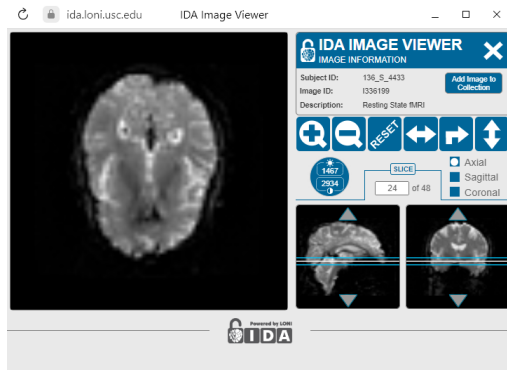 ida.loni.usc.edu IDA Image Viewer
IDA IMAGE VIEWER
IMAGE INFORMATION
Subject ID: 136_S_4433
Image ID: I336199
Description: Resting State fMRI
Add Image to
Collection
RESET
1467
2934
SLICE
24 of 48
Axial
Sagittal
Coronal
Powered by LONI
IDA